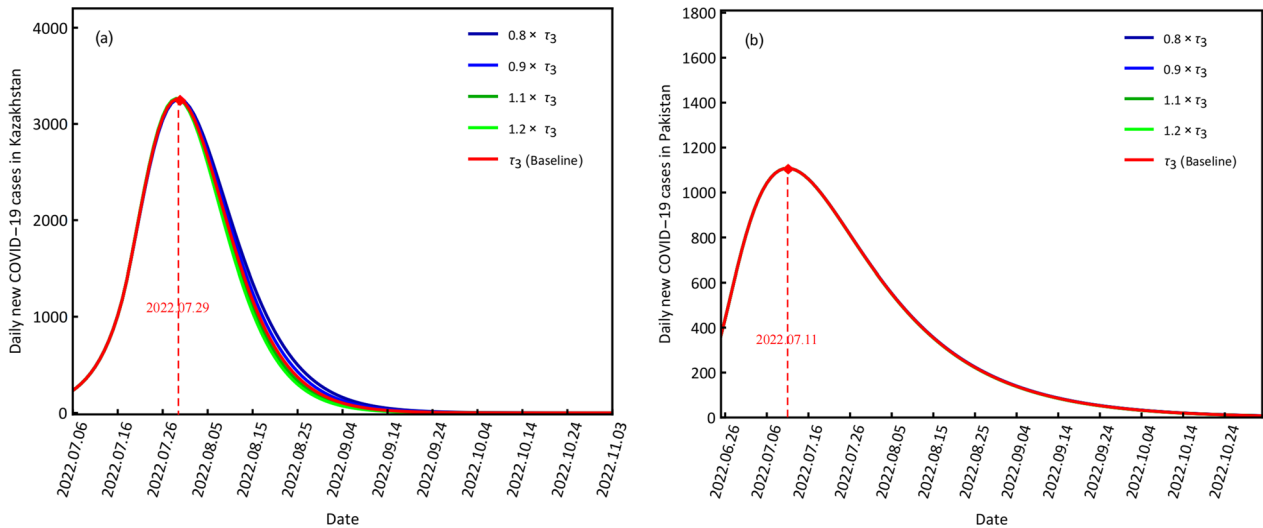 (a)
Daily new COVID−19 cases in Kazakhstan
4000
3000
2000
1000
0
0.8 × τ3
0.9 × τ3
1.1 × τ3
1.2 × τ3
τ3 (Baseline)
2022.07.29
2022.07.06
2022.07.16
2022.07.26
2022.08.05
2022.08.15
2022.08.25
2022.09.04
2022.09.14
2022.09.24
2022.10.04
2022.10.14
2022.10.24
2022.11.03
Date
(b)
Daily new COVID−19 cases in Pakistan
1800
1600
1400
1200
1000
800
600
400
200
0
0.8 × τ3
0.9 × τ3
1.1 × τ3
1.2 × τ3
τ3 (Baseline)
2022.07.11
2022.06.26
2022.07.06
2022.07.16
2022.07.26
2022.08.05
2022.08.15
2022.08.25
2022.09.04
2022.09.14
2022.09.24
2022.10.04
2022.10.14
2022.10.24
Date